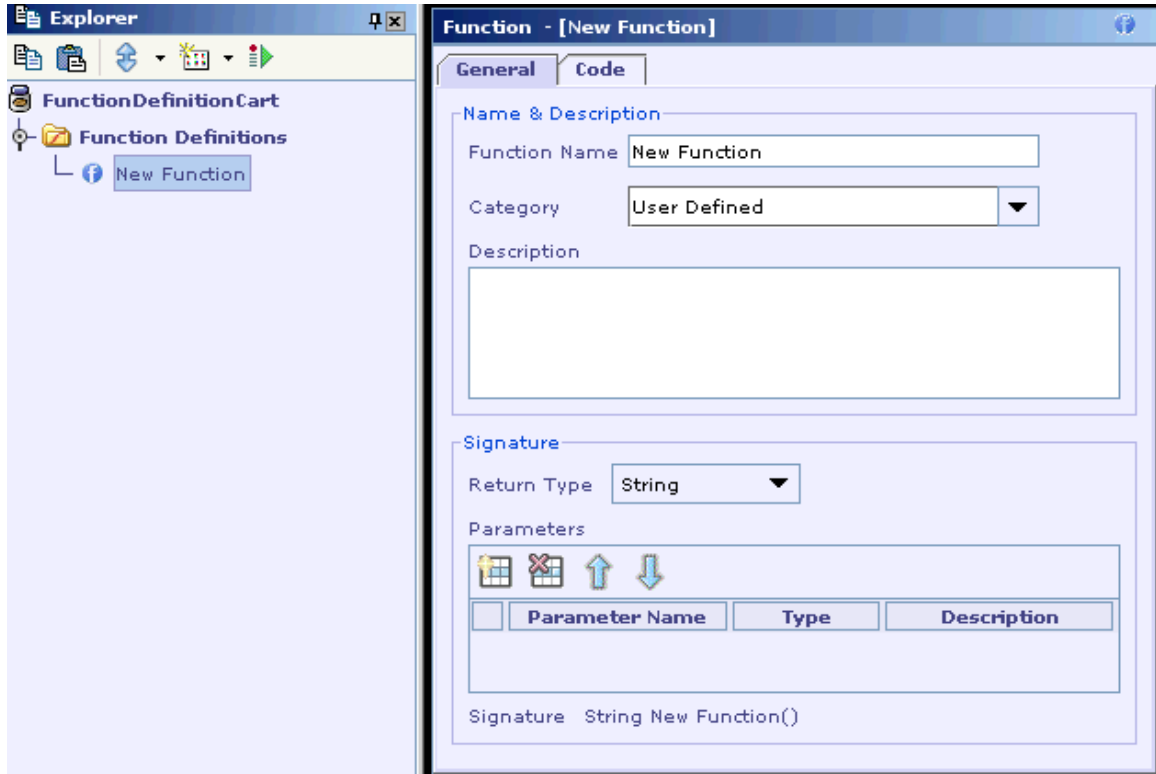 Explorer
FunctionDefinitionCart
Function Definitions
New Function
Function - [New Function]
General
Code
Name & Description
Function Name New Function
Category User Defined
Description
Signature
Return Type String
Parameters
Parameter Name Type Description
Signature String New Function()